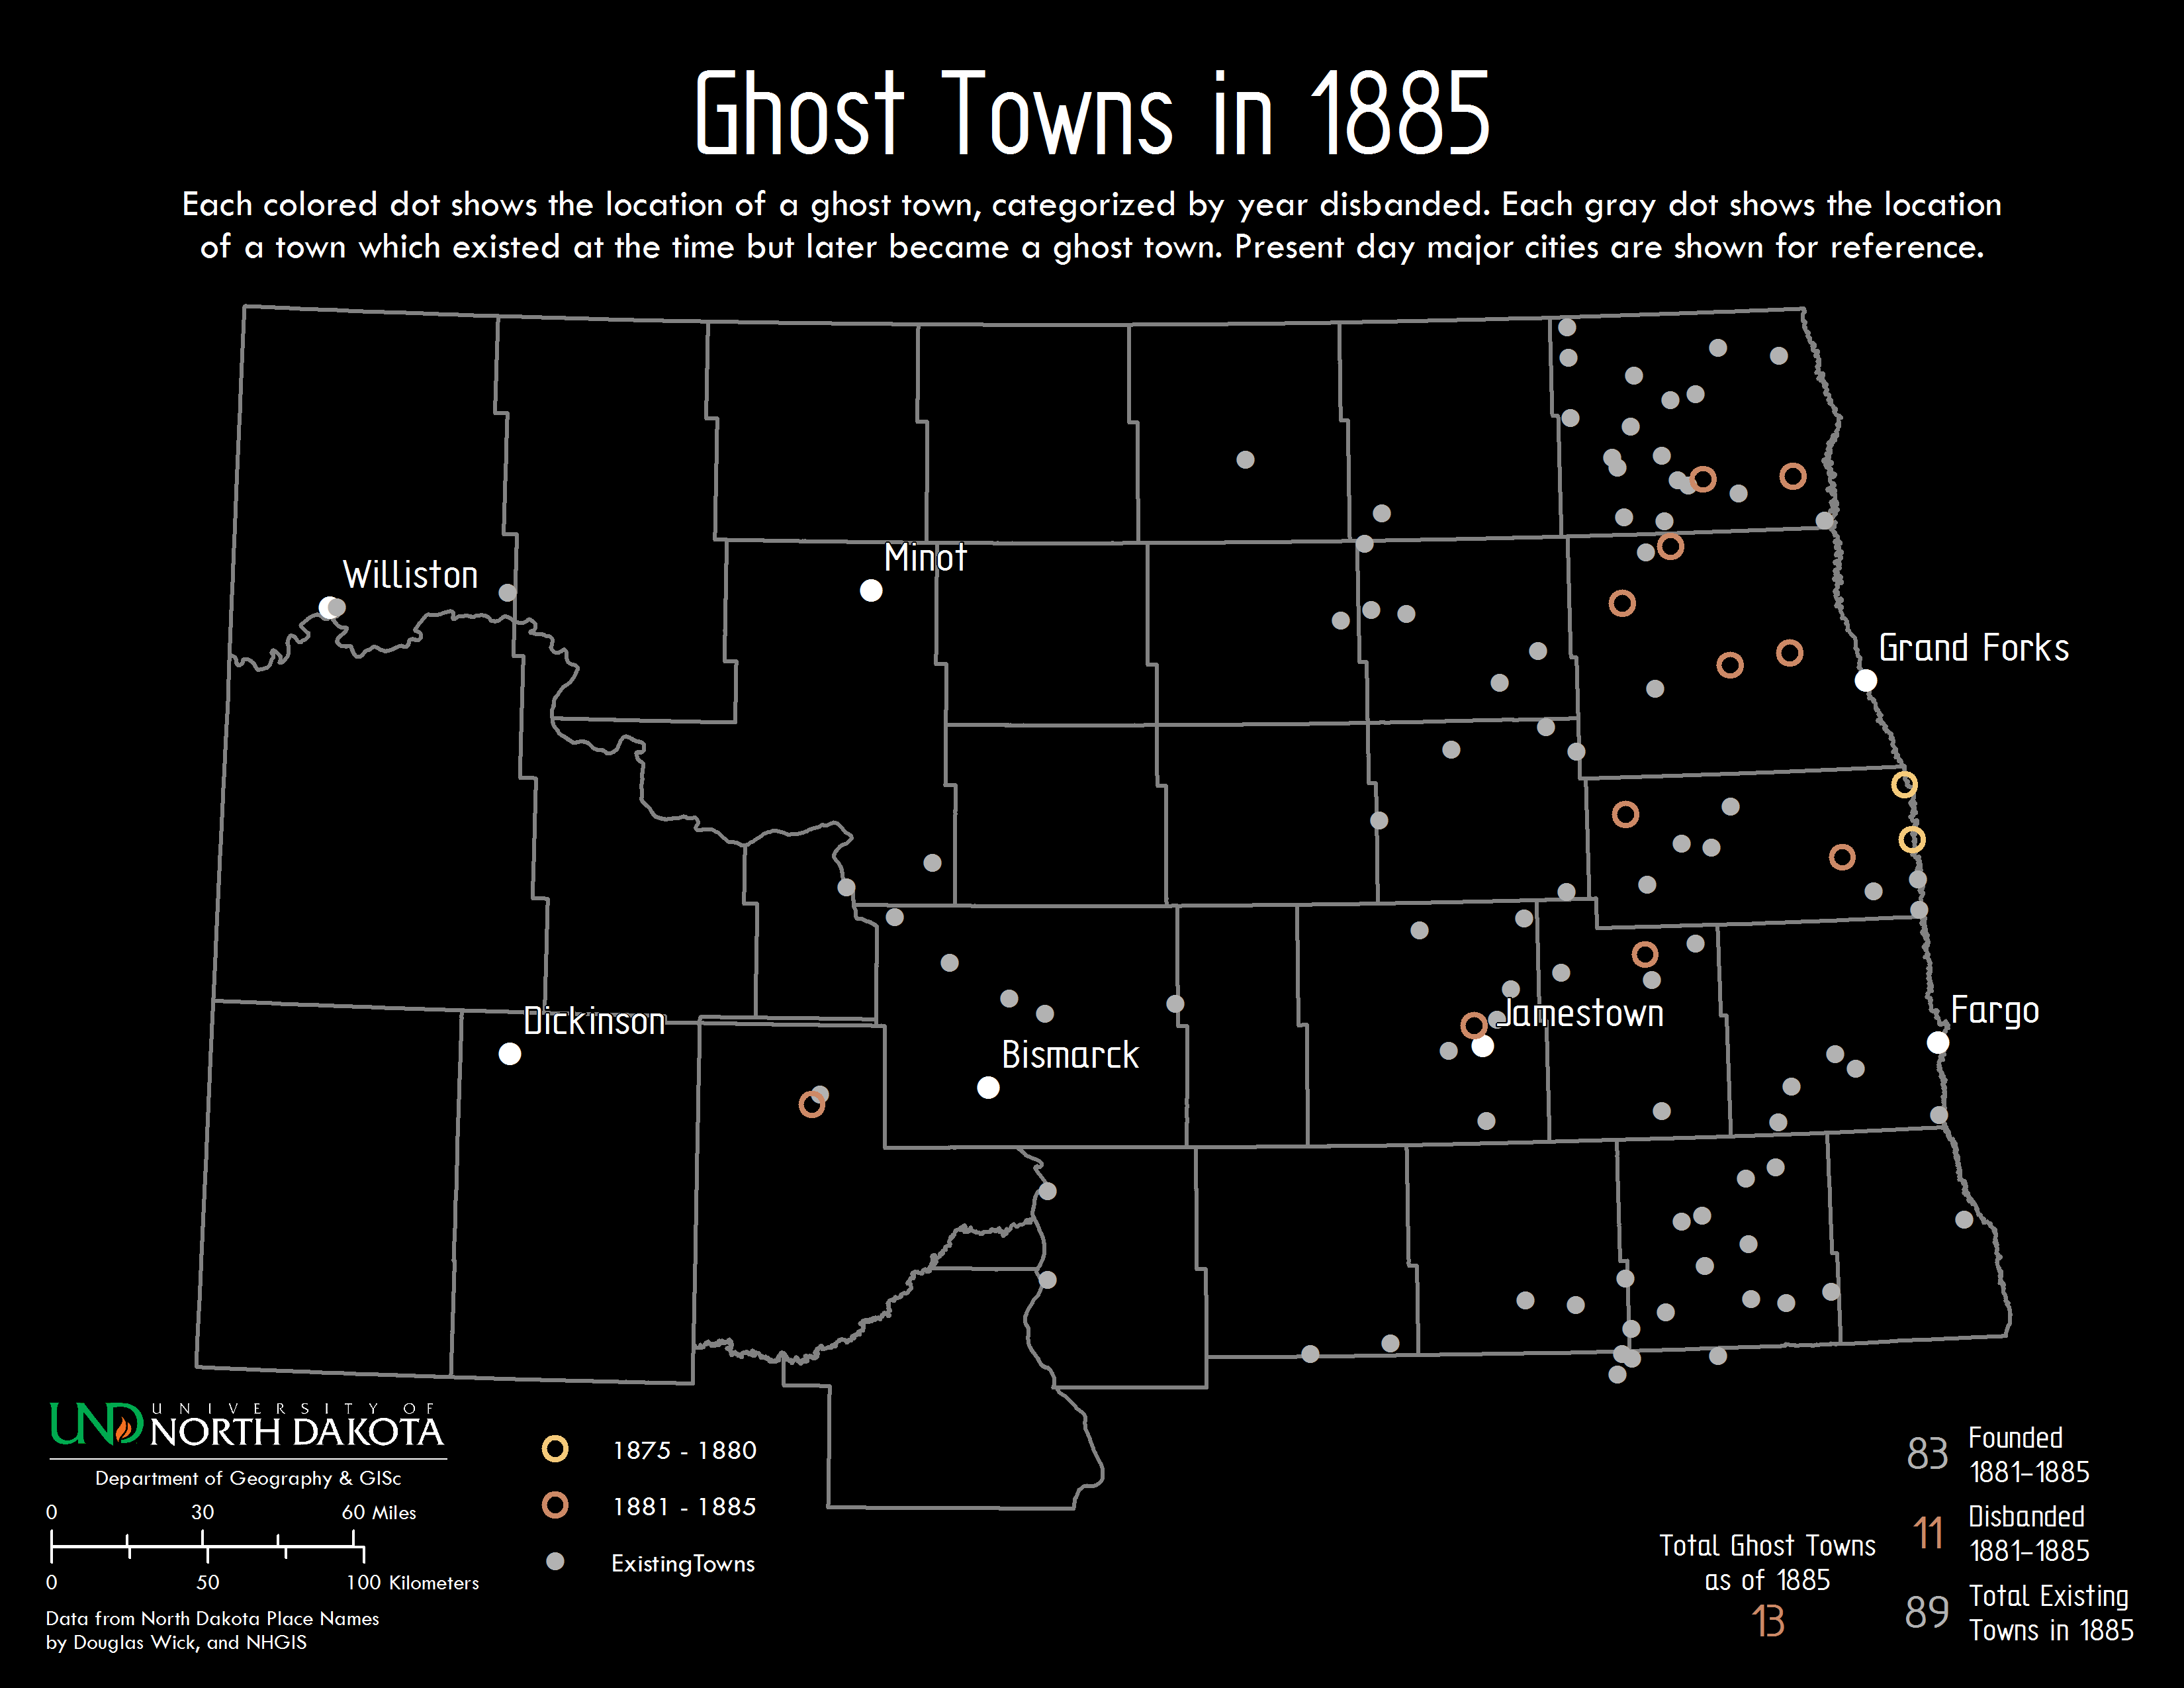 Ghost Towns in 1885
Each colored dot shows the location of a ghost town, categorized by year disbanded. Each gray dot shows the location
of a town which existed at the time but later became a ghost town. Present day major cities are shown for reference.
Minot
Williston
Grand Forks
Dickinson
Jamestown
Fargo
Bismarck
UND UNIVERSITY OF
NORTH DAKOTA
Department of Geography & GISc
0 30 60 Miles
0 50 100 Kilometers
Data from North Dakota Place Names
by Douglas Wick, and NHGIS
1875 - 1880
1881 - 1885
ExistingTowns
Total Ghost Towns
as of 1885
13
83 Founded
1881-1885
11 Disbanded
1881-1885
89 Total Existing
Towns in 1885